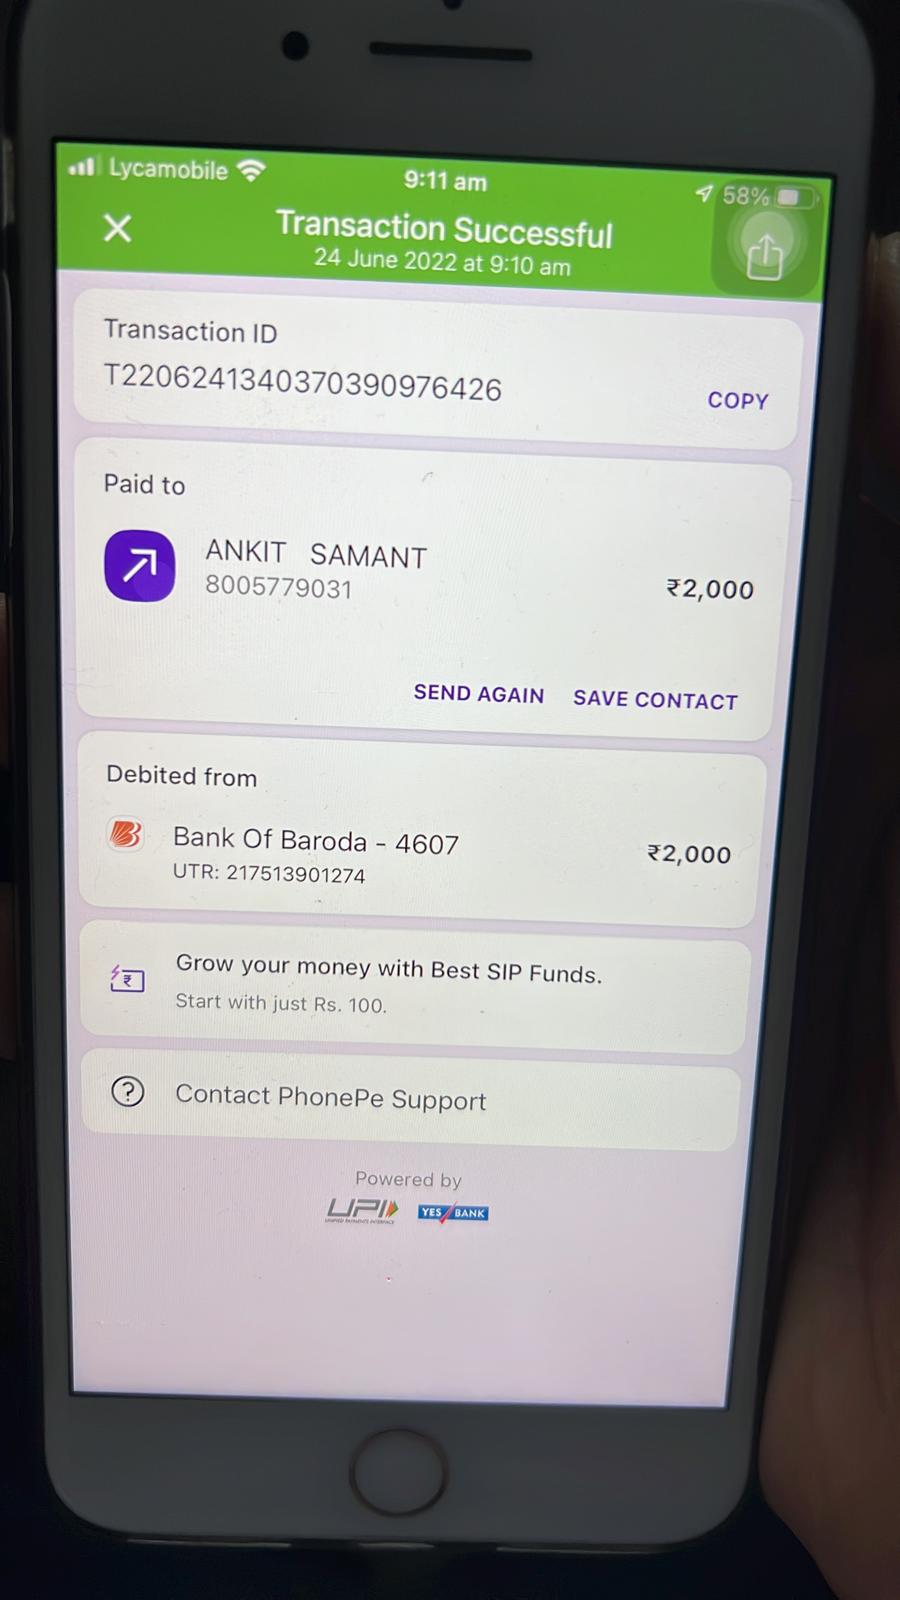 Lycamobile
9:11 am
58%
Transaction Successful
24 June 2022 at 9:10 am
Transaction ID
T2206241340370390976426
COPY
Paid to
ANKIT SAMANT
8005779031
₹2,000
SEND AGAIN SAVE CONTACT
Debited from
Bank Of Baroda - 4607
₹2,000
UTR: 217513901274
Grow your money with Best SIP Funds.
Start with just Rs. 100.
Contact PhonePe Support
Powered by
UPI
UNIFIED PAYMENTS INTERFACE
YES BANK